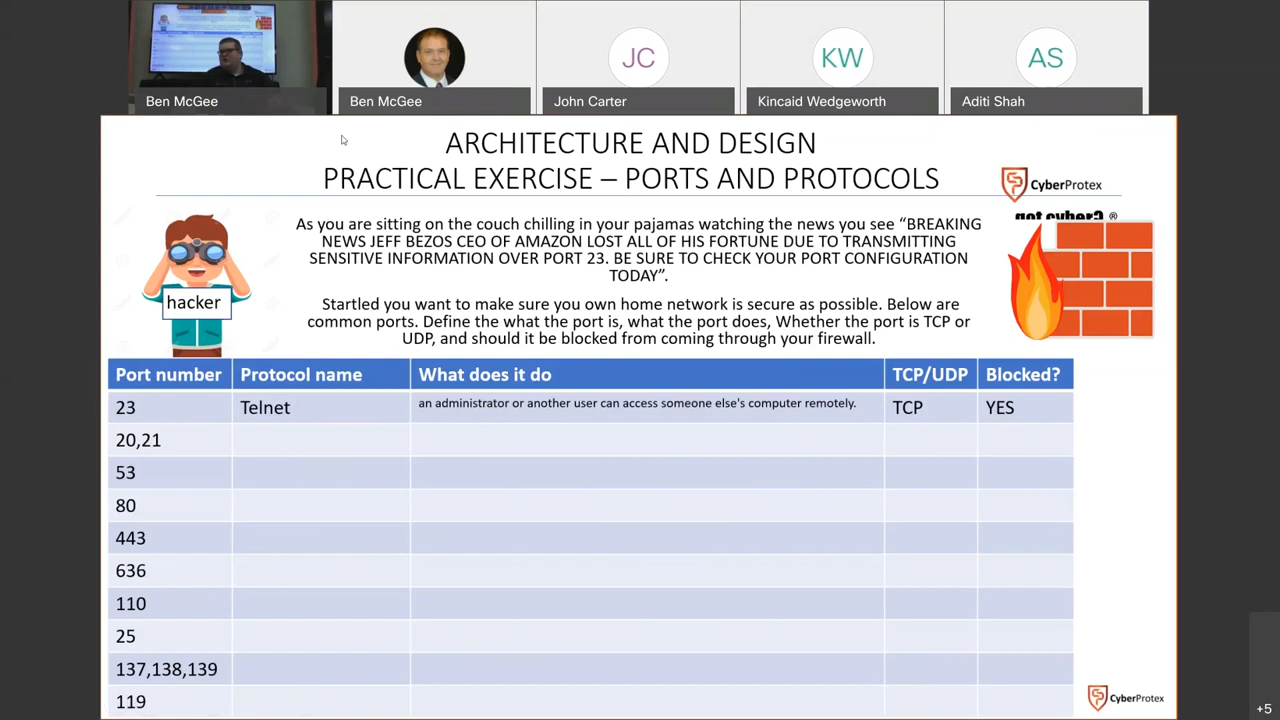 Ben McGee
Ben McGee
JC
John Carter
KW
Kincaid Wedgeworth
AS
Aditi Shah
ARCHITECTURE AND DESIGN
PRACTICAL EXERCISE – PORTS AND PROTOCOLS
CyberProtex
got cyber? ®
hacker
As you are sitting on the couch chilling in your pajamas watching the news you see “BREAKING
NEWS JEFF BEZOS CEO OF AMAZON LOST ALL OF HIS FORTUNE DUE TO TRANSMITTING
SENSITIVE INFORMATION OVER PORT 23. BE SURE TO CHECK YOUR PORT CONFIGURATION
TODAY”.
Startled you want to make sure you own home network is secure as possible. Below are
common ports. Define the what the port is, what the port does, Whether the port is TCP or
UDP, and should it be blocked from coming through your firewall.
Port number Protocol name What does it do TCP/UDP Blocked?
23 Telnet an administrator or another user can access someone else's computer remotely. TCP YES
20,21
53
80
443
636
110
25
137,138,139
119
CyberProtex
+5